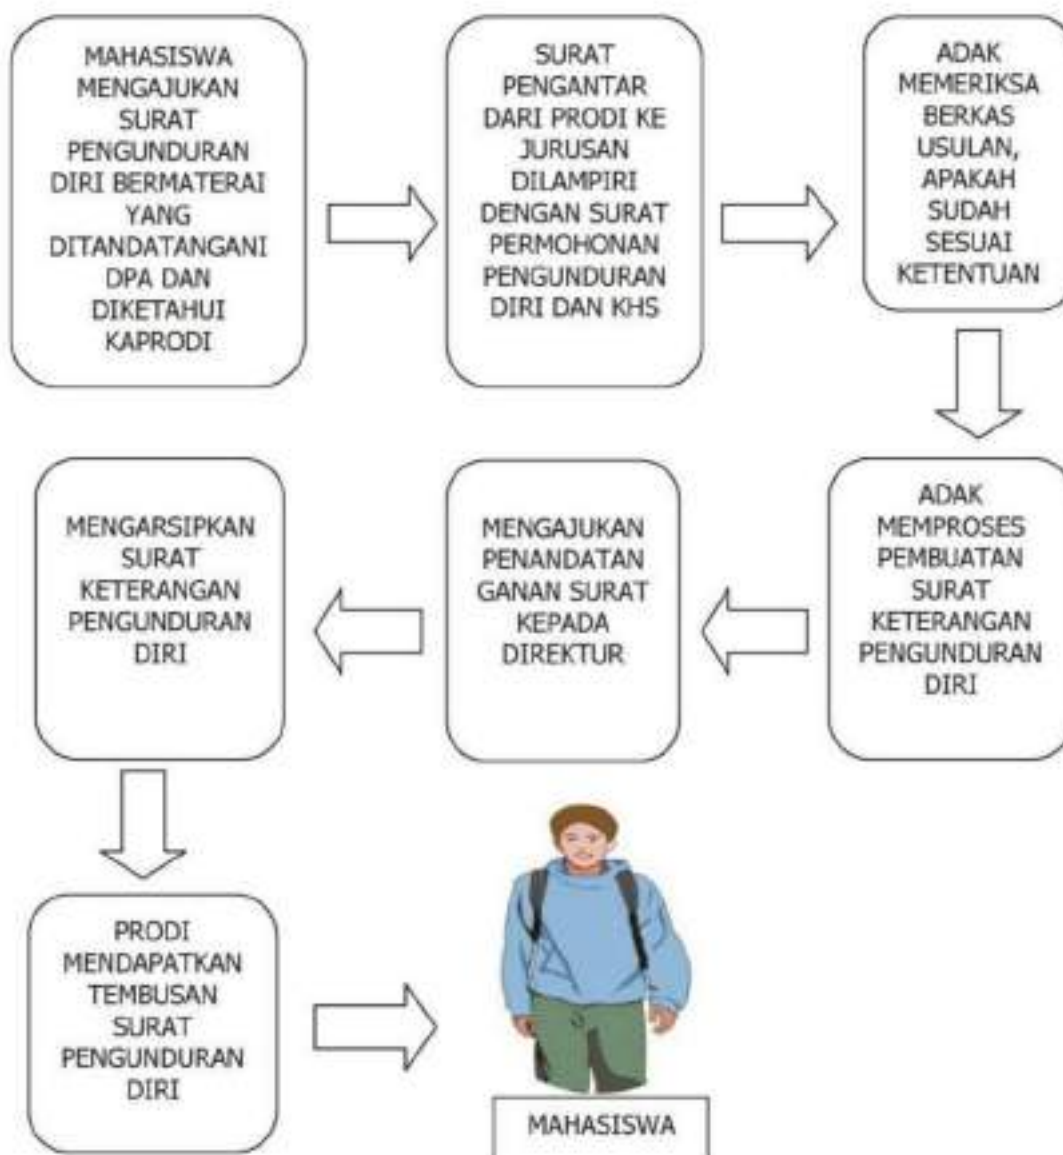 MAHASISWA
MENGAJUKAN
SURAT
PENGUNDURAN
DIRI BERMATERAI
YANG
DITANDATANGANI
DPA DAN
DIKETAHUI
KAPRODI
SURAT
PENGANTAR
DARI PRODI KE
JURUSAN
DILAMPIRI
DENGAN SURAT
PERMOHONAN
PENGUNDURAN
DIRI DAN KHS
ADAK
MEMERIKSA
BERKAS
USULAN,
APAKAH
SUDAH
SESUAI
KETENTUAN
ADAK
MEMPROSES
PEMBUATAN
SURAT
KETERANGAN
PENGUNDURAN
DIRI
MENGAJUKAN
PENANDATAN
GANAN SURAT
KEPADA
DIREKTUR
MENGARSIPKAN
SURAT
KETERANGAN
PENGUNDURAN
DIRI
PRODI
MENDAPATKAN
TEMBUSAN
SURAT
PENGUNDURAN
DIRI
MAHASISWA